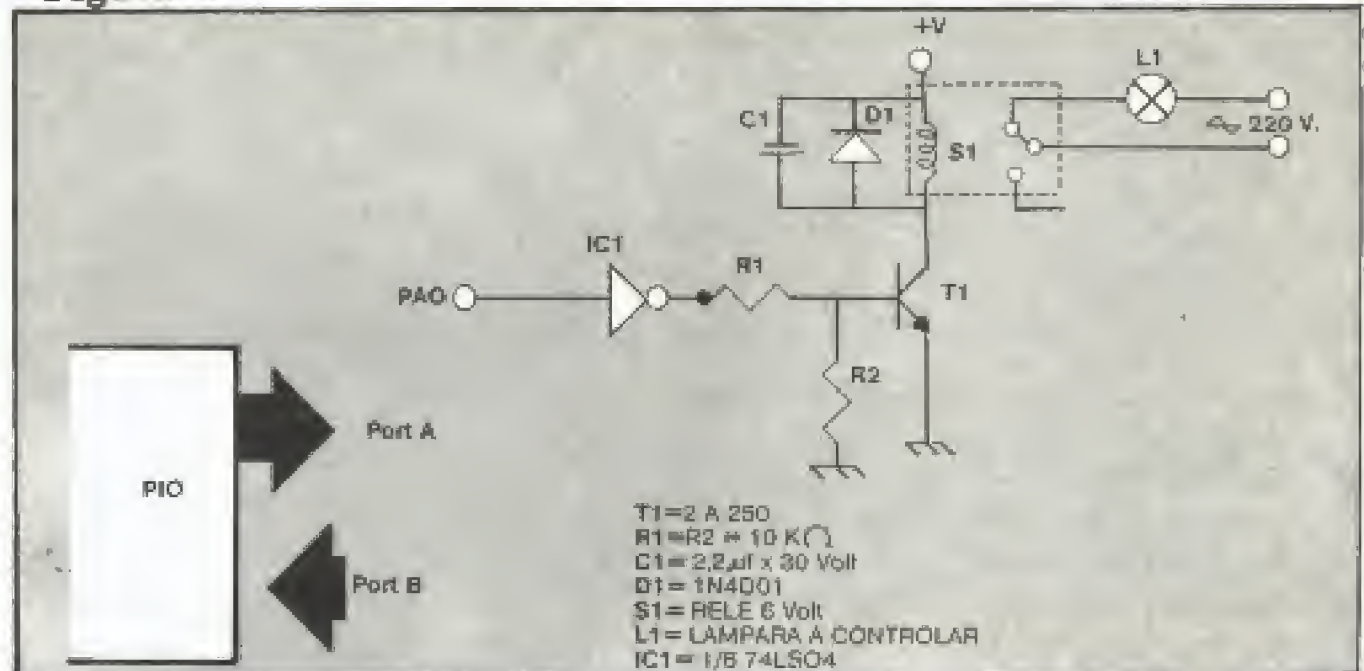 +V
L1
C1
D1
S1
220 V.
IC1
R1
PAO
T1
R2
Port A
PIO
Port B
T1=2 A 250
R1=R2 = 10 KΩ
C1=2,2µf x 30 Volt
D1=1N4001
S1=RELE 6 Volt
L1=LAMPARA A CONTROLAR
IC1=1/6 74LSO4